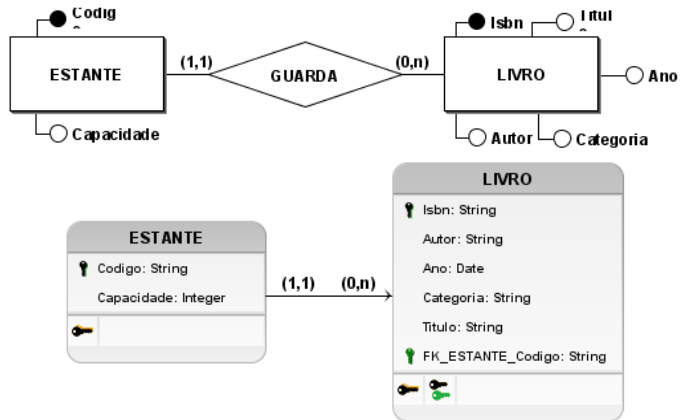 Codig
Isbn
ESTANTE
(1,1)
GUARDA
(0,n)
LIVRO
Ano
Capacidade
Autor
Categoria
LIVRO
Isbn: String
Autor: String
Ano: Date
Categoria: String
Titulo: String
FK_ESTANTE_Codigo: String
ESTANTE
Codigo: String
Capacidade: Integer
(1,1)
(0,n)